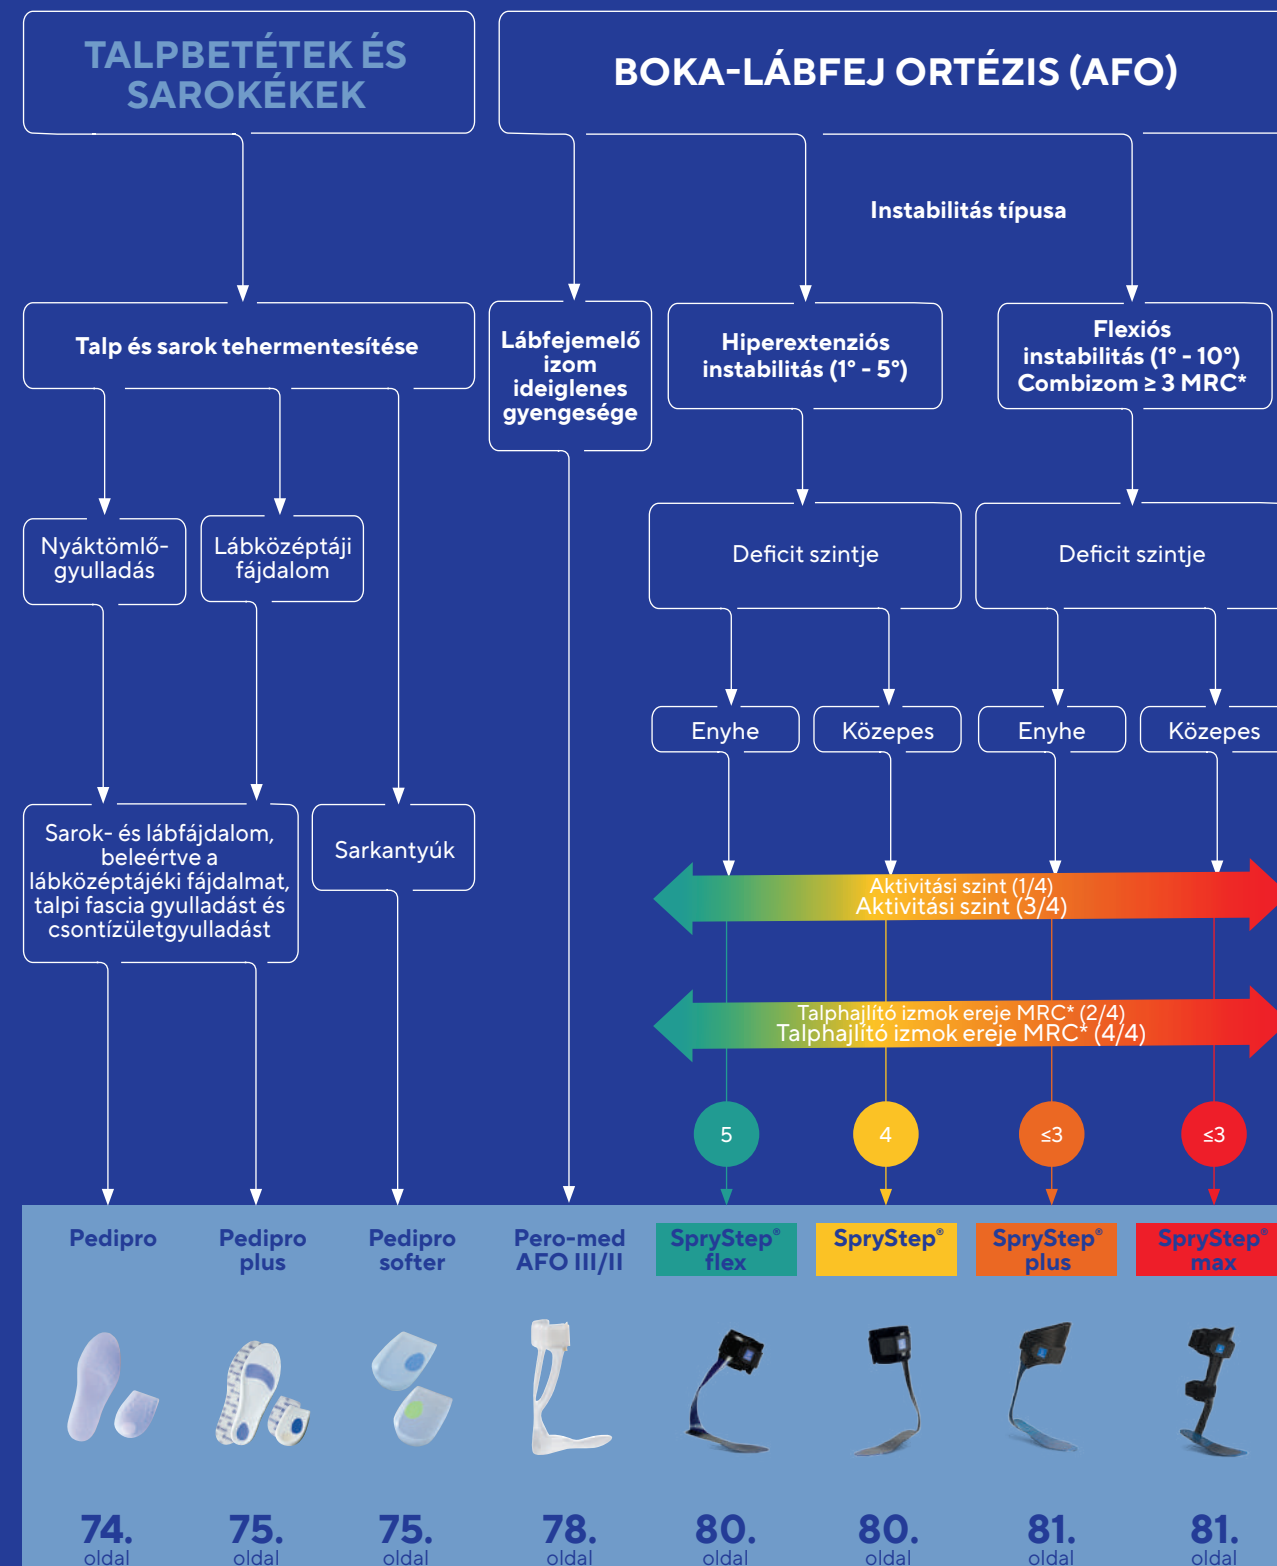 TALPBETÉTEK ÉS
SAROKÉKEK
BOKA-LÁBFEJ ORTÉZIS (AFO)
Instabilitás típusa
Talp és sarok tehermentesítése
Lábfejemelő
izom
ideiglenes
gyengesége
Hiperextenziós
instabilitás (1° - 5°)
Flexiós
instabilitás (1° - 10°)
Combizom ≥ 3 MRC*
Nyáktömlő-
gyulladás
Lábközéptáji
fájdalom
Deficit szintje
Deficit szintje
Enyhe
Közepes
Enyhe
Közepes
Sarok- és lábfájdalom,
beleértve a
lábközéptájéki fájdalmat,
talpi fascia gyulladást és
csontízületgyulladást
Sarkantyúk
Aktivitási szint (1/4)
Aktivitási szint (3/4)
Talphajlító izmok ereje MRC* (2/4)
Talphajlító izmok ereje MRC* (4/4)
5
4
≤3
≤3
Pedipro
Pedipro
plus
Pedipro
softer
Pero-med
AFO III/II
SpryStep®
flex
SpryStep®
SpryStep®
plus
SpryStep®
max
74.
oldal
75.
oldal
75.
oldal
78.
oldal
80.
oldal
80.
oldal
81.
oldal
81.
oldal